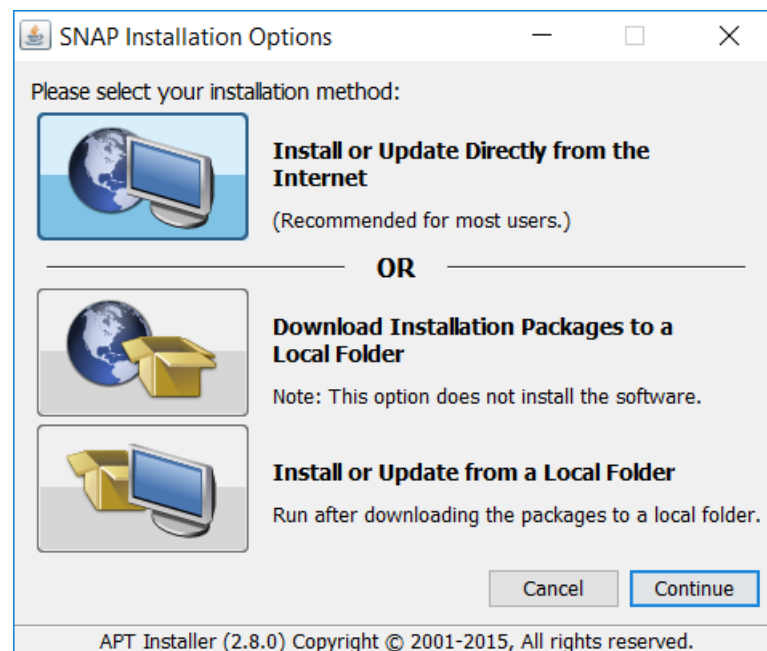 SNAP Installation Options
Please select your installation method:
Install or Update Directly from the
Internet
(Recommended for most users.)
OR
Download Installation Packages to a
Local Folder
Note: This option does not install the software.
Install or Update from a Local Folder
Run after downloading the packages to a local folder.
Cancel Continue
APT Installer (2.8.0) Copyright © 2001-2015, All rights reserved.